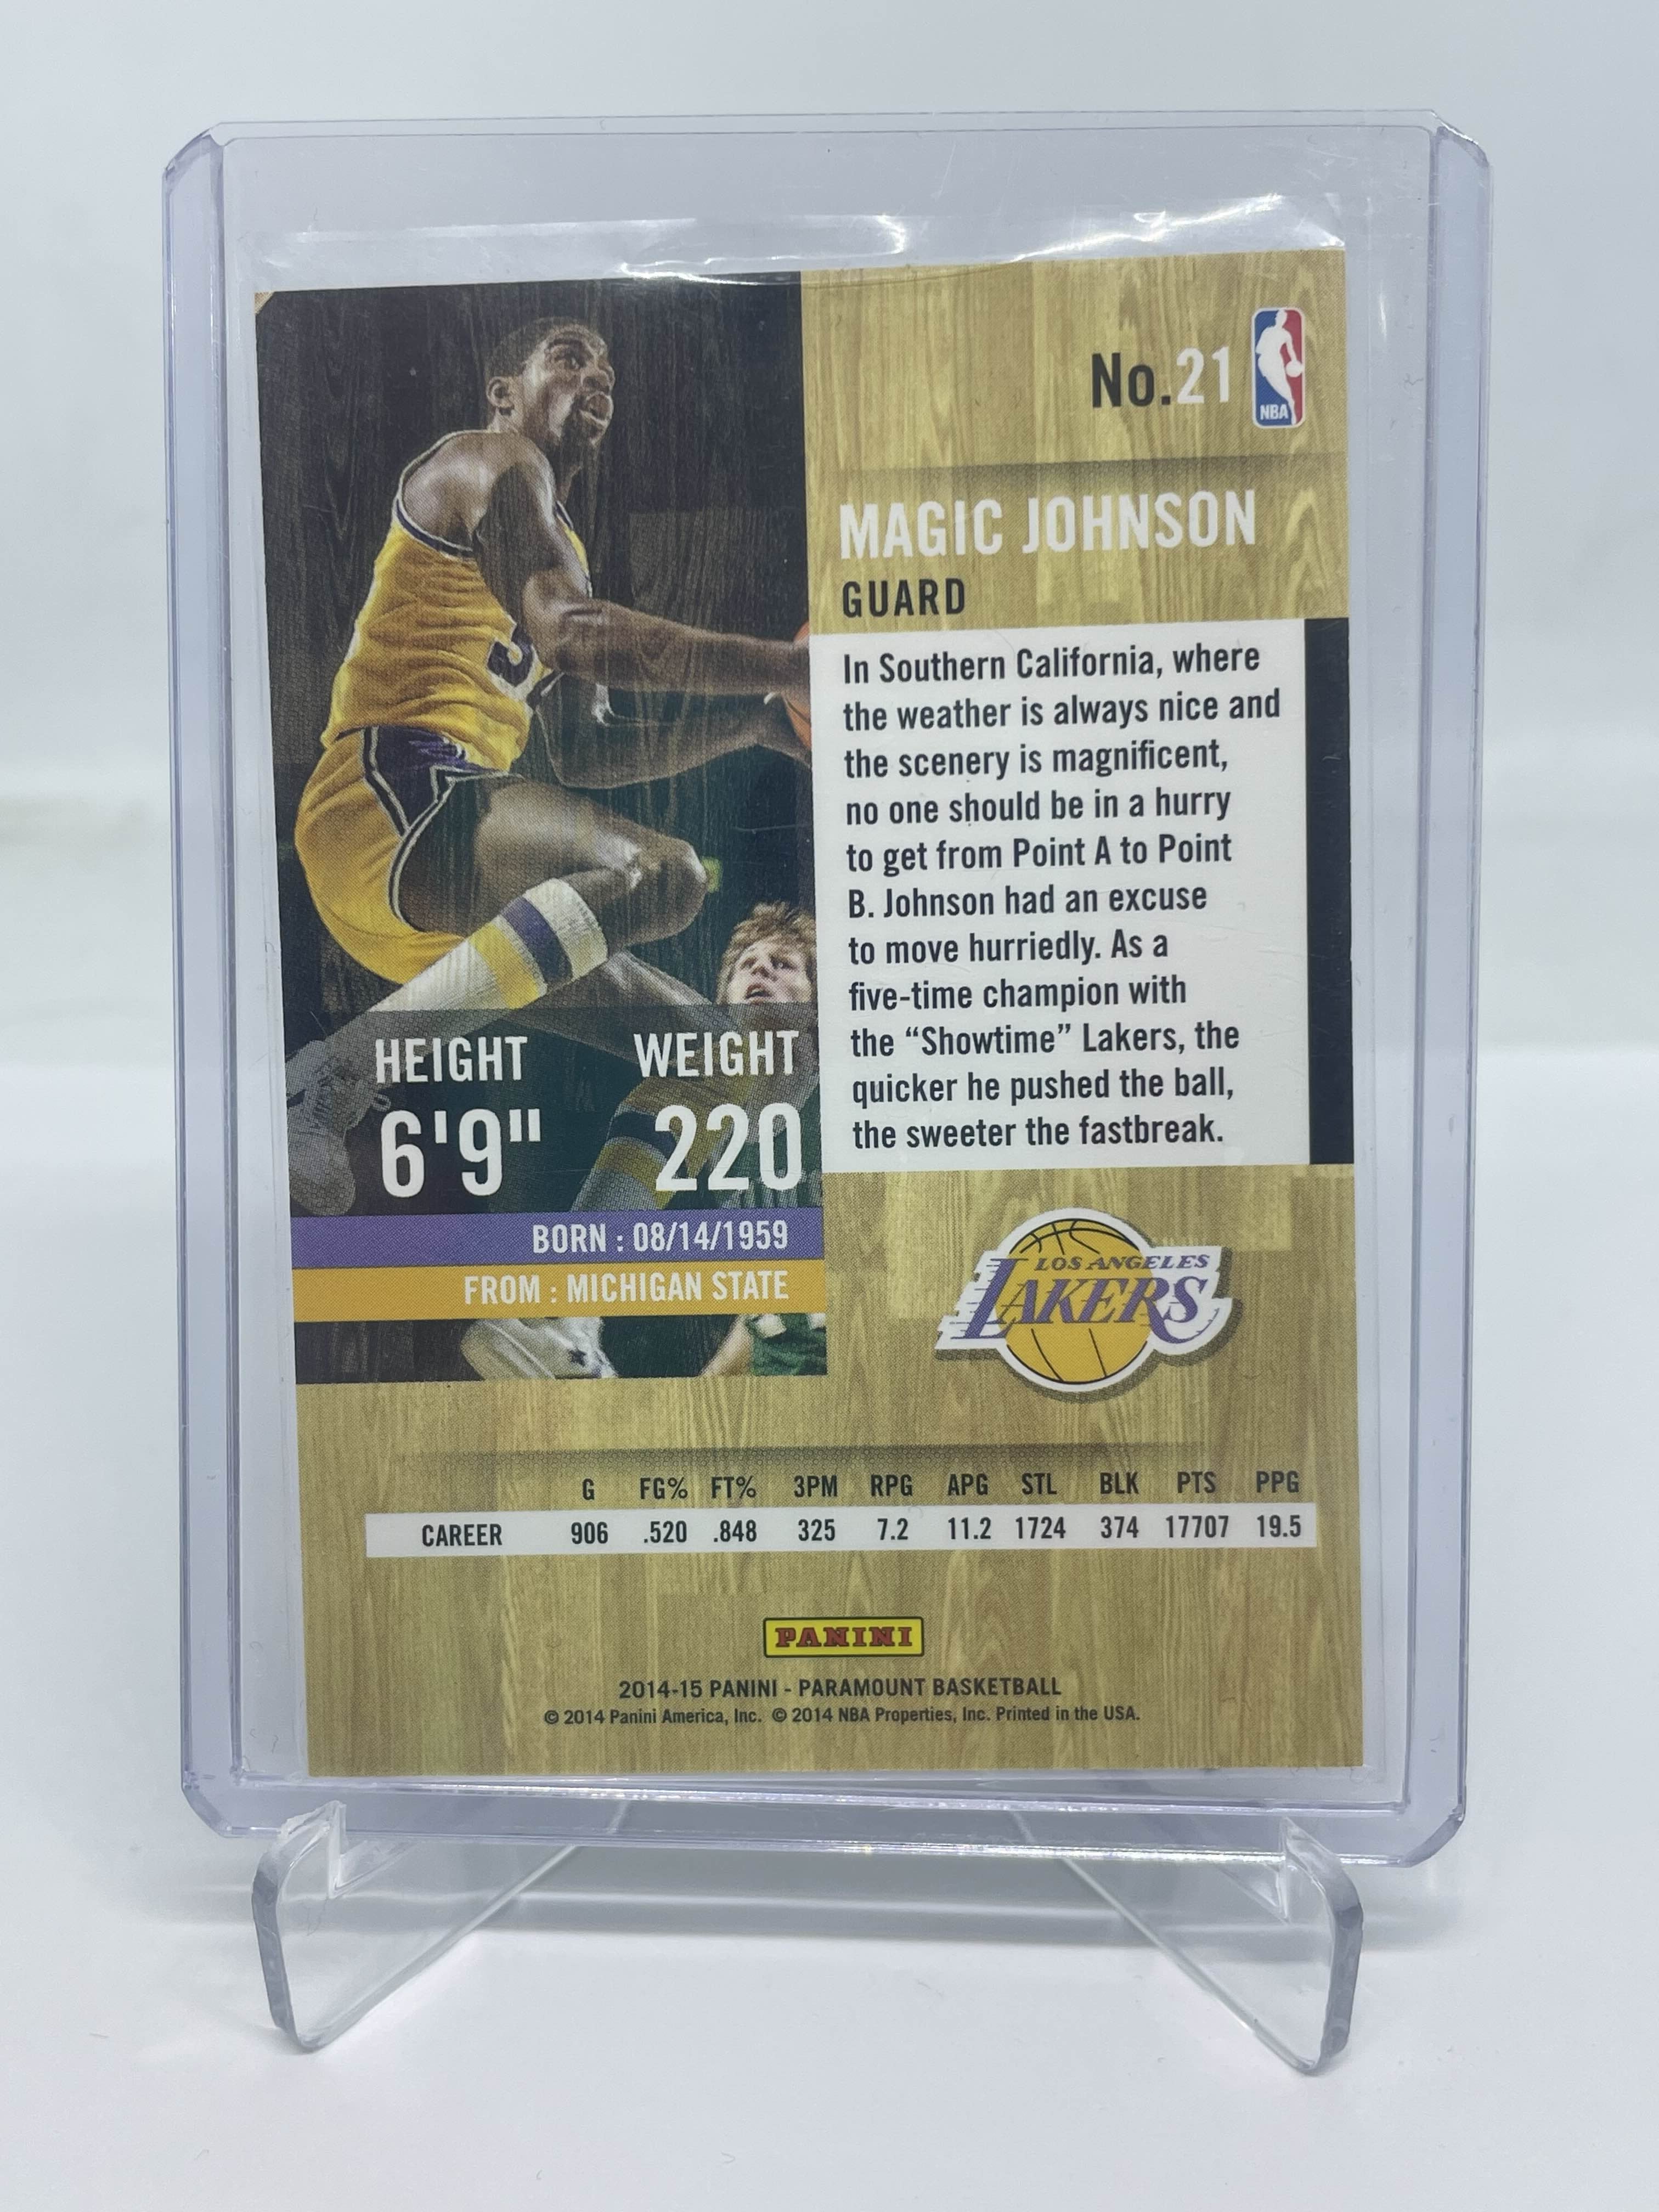 No.21
NBA
MAGIC JOHNSON
GUARD
In Southern California, where
the weather is always nice and
the scenery is magnificent,
no one should be in a hurry
to get from Point A to Point
B. Johnson had an excuse
to move hurriedly. As a
five-time champion with
the “Showtime” Lakers, the
quicker he pushed the ball,
the sweeter the fastbreak.
HEIGHT WEIGHT
6'9" 220
BORN : 08/14/1959
FROM : MICHIGAN STATE
LOS ANGELES
LAKERS
G FG% FT% 3PM RPG APG STL BLK PTS PPG
CAREER 906 .520 .848 325 7.2 11.2 1724 374 17707 19.5
PANINI
2014-15 PANINI - PARAMOUNT BASKETBALL
© 2014 Panini America, Inc. © 2014 NBA Properties, Inc. Printed in the USA.